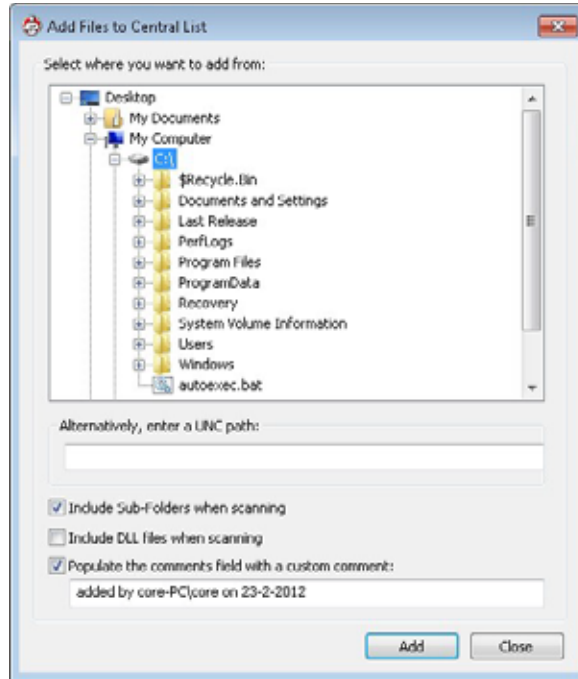 Add Files to Central List
Select where you want to add from:
Desktop
My Documents
My Computer
C:\
$Recycle.Bin
Documents and Settings
Last Release
PerfLogs
Program Files
ProgramData
Recovery
System Volume Information
Users
Windows
autoexec.bat
Alternatively, enter a UNC path:
Include Sub-Folders when scanning
Include DLL files when scanning
Populate the comments field with a custom comment:
added by core-PC\core on 23-2-2012
Add Close